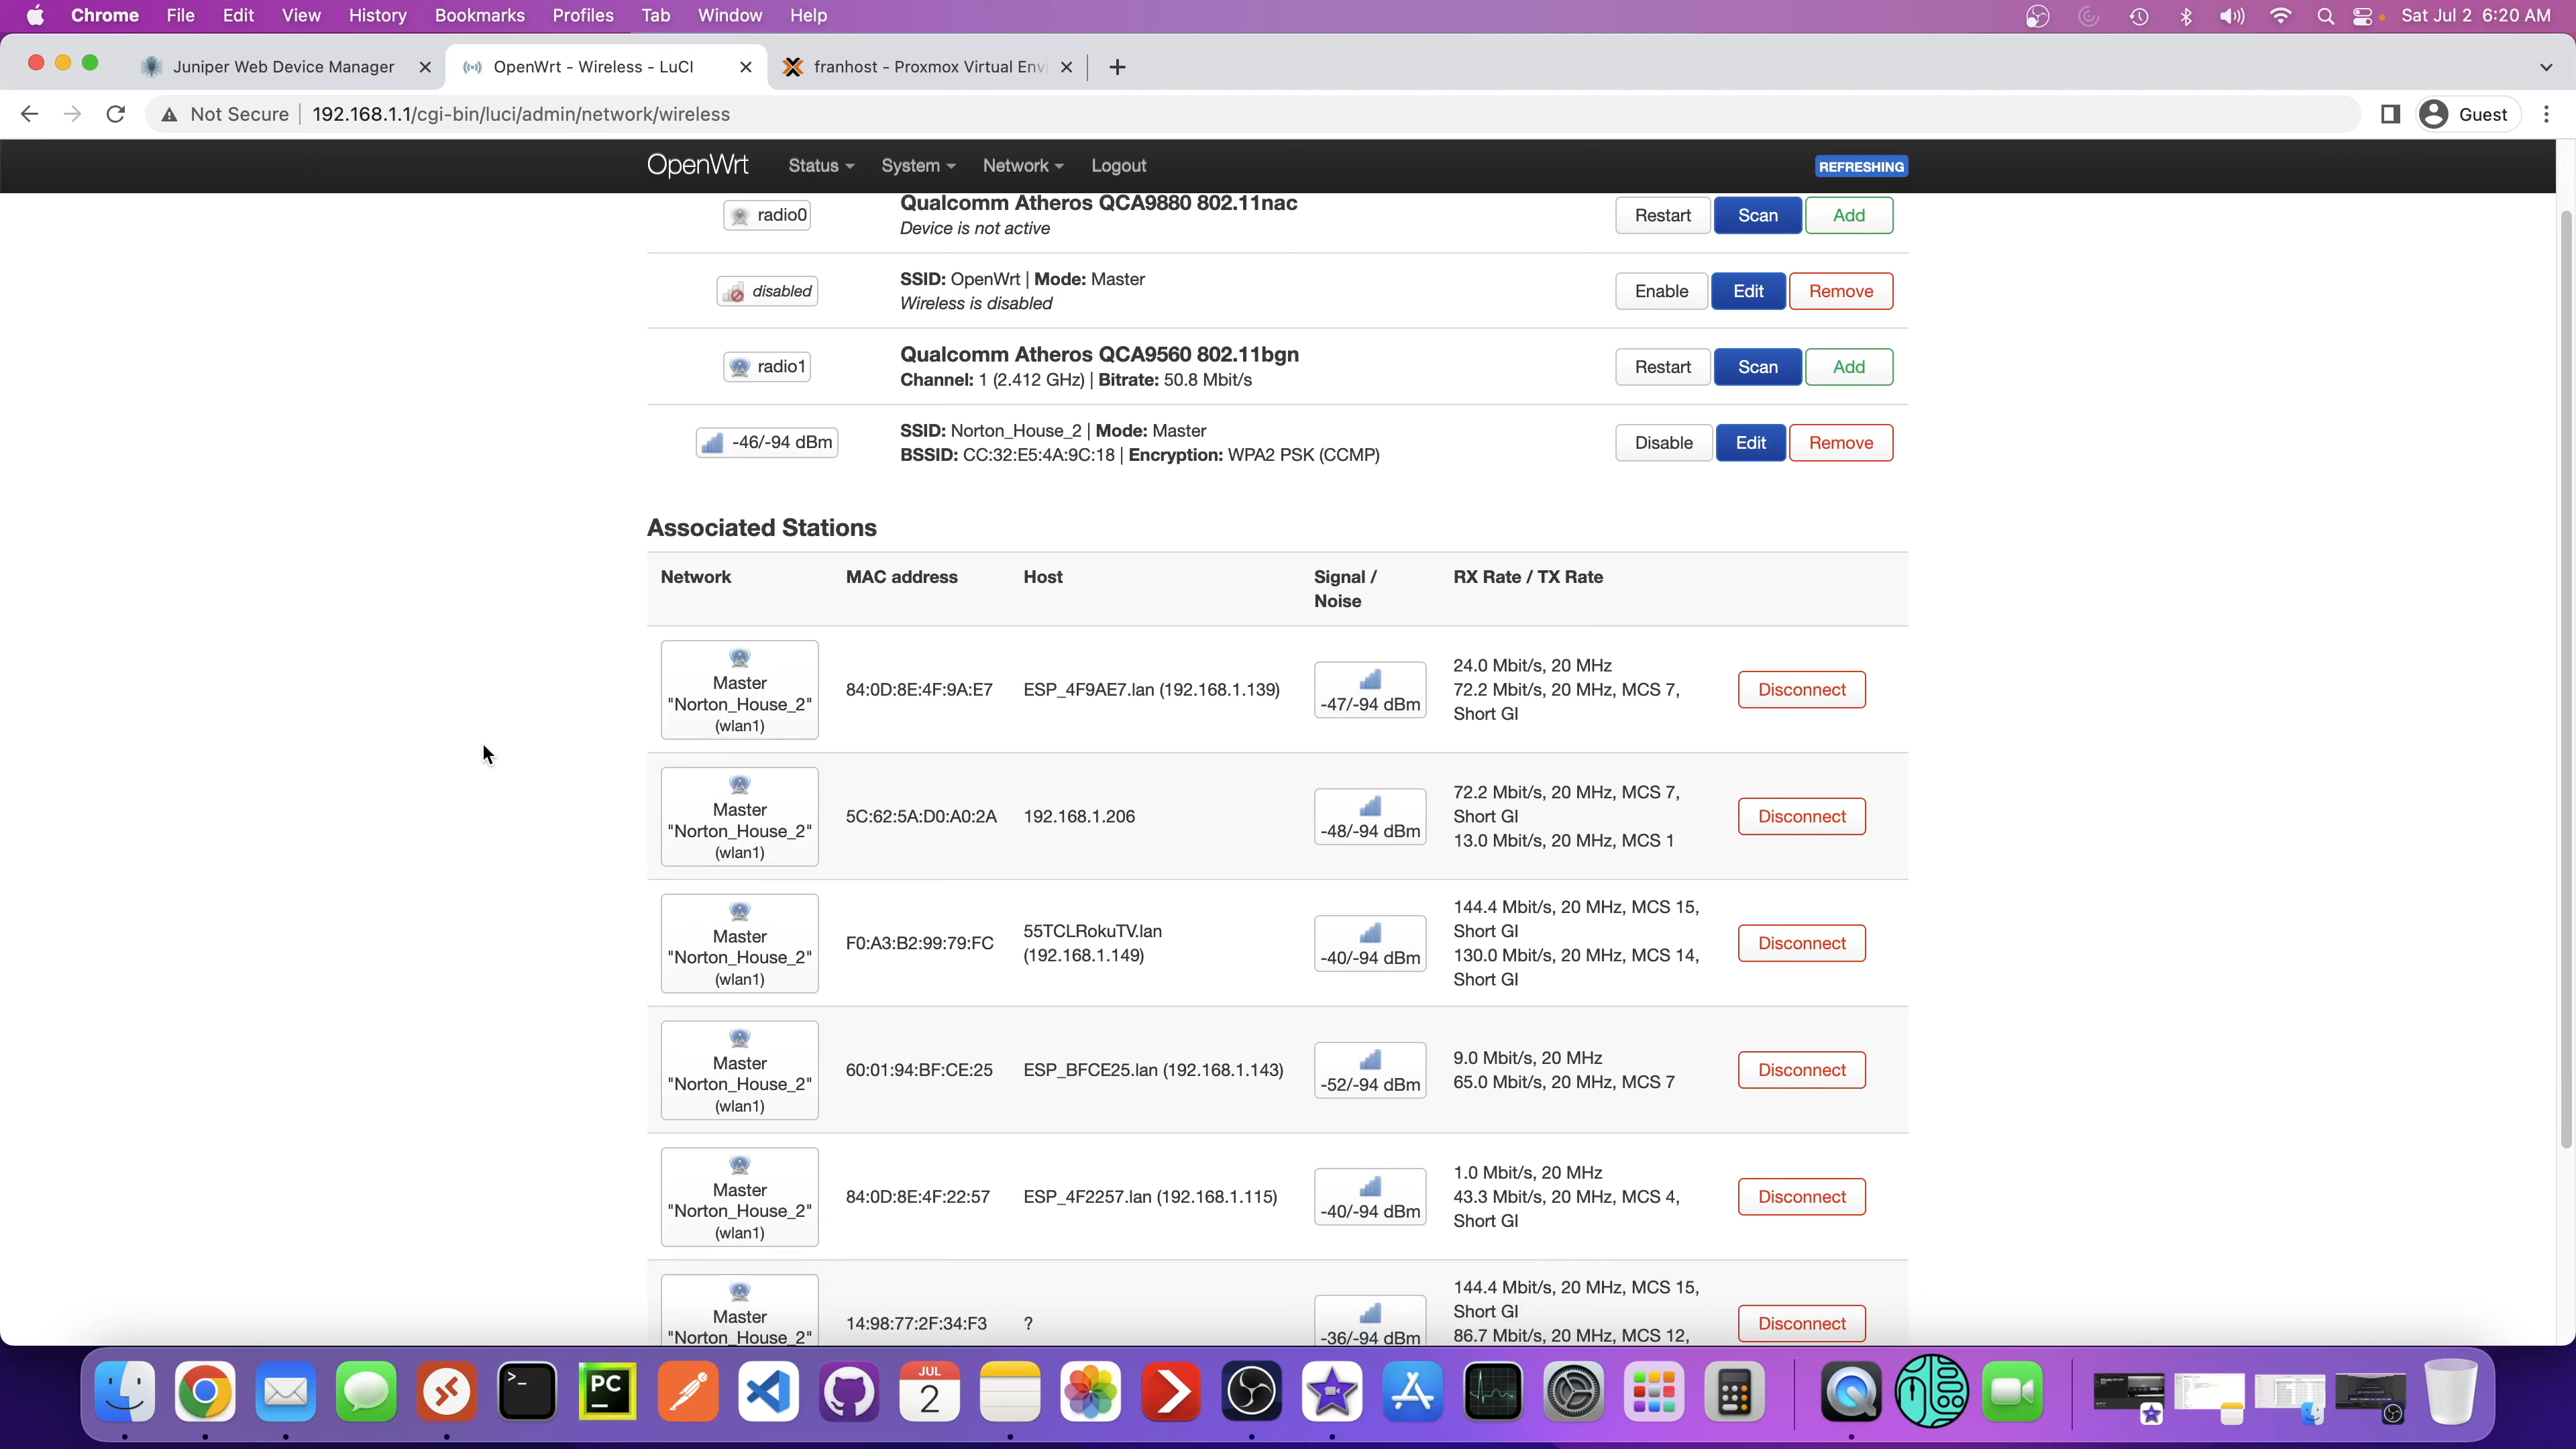 Chrome File Edit View History Bookmarks Profiles Tab Window Help Sat Jul 2 6:20 AM
Juniper Web Device Manager OpenWrt - Wireless - LuCI franhost - Proxmox Virtual Env
Not Secure 192.168.1.1/cgi-bin/luci/admin/network/wireless Guest
OpenWrt Status System Network Logout REFRESHING
radio0 Qualcomm Atheros QCA9880 802.11nac Restart Scan Add
Device is not active
disabled SSID: OpenWrt | Mode: Master Enable Edit Remove
Wireless is disabled
radio1 Qualcomm Atheros QCA9560 802.11bgn Restart Scan Add
Channel: 1 (2.412 GHz) | Bitrate: 50.8 Mbit/s
-46/-94 dBm SSID: Norton_House_2 | Mode: Master Disable Edit Remove
BSSID: CC:32:E5:4A:9C:18 | Encryption: WPA2 PSK (CCMP)
Associated Stations
Network MAC address Host Signal / RX Rate / TX Rate
Noise
Master
"Norton_House_2"
(wlan1)
84:0D:8E:4F:9A:E7 ESP_4F9AE7.lan (192.168.1.139) -47/-94 dBm
24.0 Mbit/s, 20 MHz
72.2 Mbit/s, 20 MHz, MCS 7,
Short GI
Disconnect
Master
"Norton_House_2"
(wlan1)
5C:62:5A:D0:A0:2A 192.168.1.206 -48/-94 dBm
72.2 Mbit/s, 20 MHz, MCS 7,
Short GI
13.0 Mbit/s, 20 MHz, MCS 1
Disconnect
Master
"Norton_House_2"
(wlan1)
F0:A3:B2:99:79:FC
55TCLRokuTV.lan
(192.168.1.149)
-40/-94 dBm
144.4 Mbit/s, 20 MHz, MCS 15,
Short GI
130.0 Mbit/s, 20 MHz, MCS 14,
Short GI
Disconnect
Master
"Norton_House_2"
(wlan1)
60:01:94:BF:CE:25 ESP_BFCE25.lan (192.168.1.143) -52/-94 dBm
9.0 Mbit/s, 20 MHz
65.0 Mbit/s, 20 MHz, MCS 7
Disconnect
Master
"Norton_House_2"
(wlan1)
84:0D:8E:4F:22:57 ESP_4F2257.lan (192.168.1.115) -40/-94 dBm
1.0 Mbit/s, 20 MHz
43.3 Mbit/s, 20 MHz, MCS 4,
Short GI
Disconnect
Master
"Norton_House_2"
14:98:77:2F:34:F3 ? -36/-94 dBm
144.4 Mbit/s, 20 MHz, MCS 15,
Short GI
86.7 Mbit/s, 20 MHz, MCS 12,
Disconnect
>_ PC JUL
2